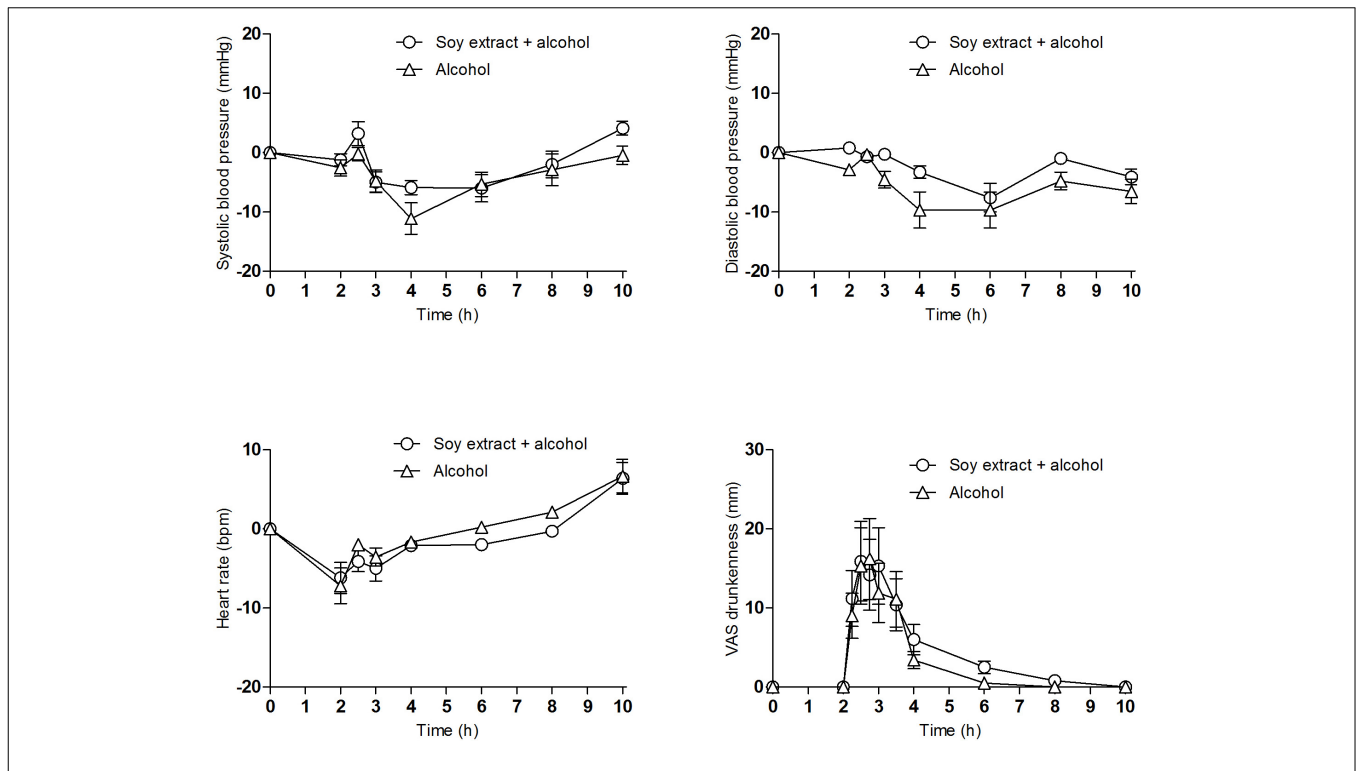 Systolic blood pressure (mmHg)
20
10
0
-10
-20
Soy extract + alcohol
Alcohol
0 1 2 3 4 5 6 7 8 9 10
Time (h)
Diastolic blood pressure (mmHg)
20
10
0
-10
-20
Soy extract + alcohol
Alcohol
0 1 2 3 4 5 6 7 8 9 10
Time (h)
Heart rate (bpm)
10
0
-10
-20
Soy extract + alcohol
Alcohol
0 1 2 3 4 5 6 7 8 9 10
Time (h)
VAS drunkenness (mm)
30
20
10
0
Soy extract + alcohol
Alcohol
0 1 2 3 4 5 6 7 8 9 10
Time (h)